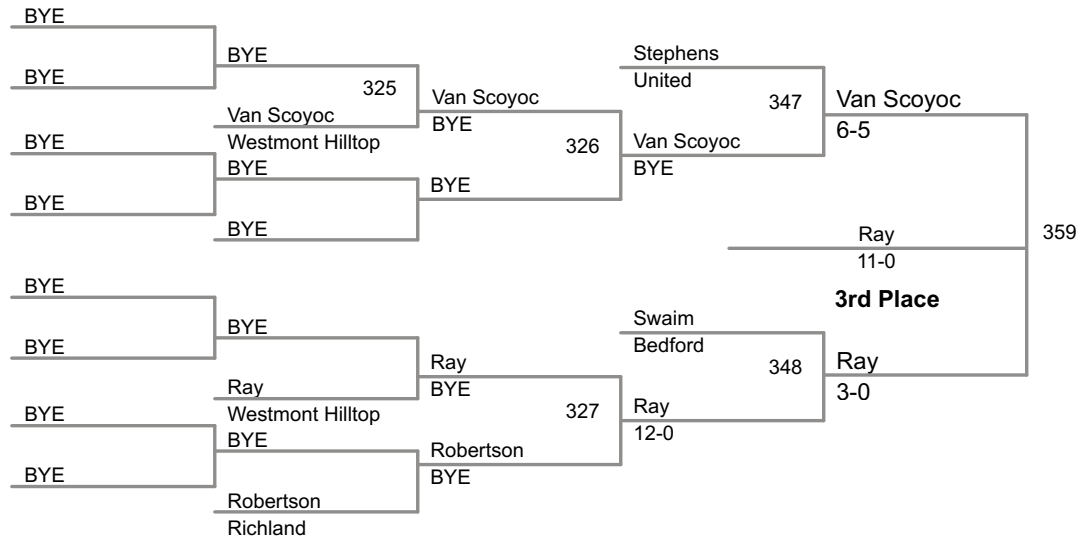 BYE
BYE
BYE
325
Van Scoyoc
Westmont Hilltop
Van Scoyoc
BYE
BYE
BYE
BYE
BYE
BYE
326
Stephens
United
Van Scoyoc
BYE
347
Van Scoyoc
6-5
Ray
11-0
3rd Place
359
BYE
BYE
BYE
Ray
Westmont Hilltop
Ray
BYE
BYE
BYE
BYE
Robertson
Richland
Robertson
BYE
327
Swaim
Bedford
Ray
12-0
348
Ray
3-0